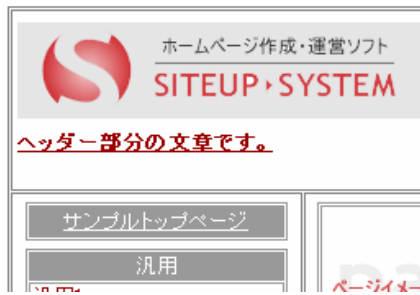 ホームページ作成・運営ソフト
SITEUP・SYSTEM
ヘッダー部分の文章です。
サンプルトップページ
汎用
汎用1
ページイメー